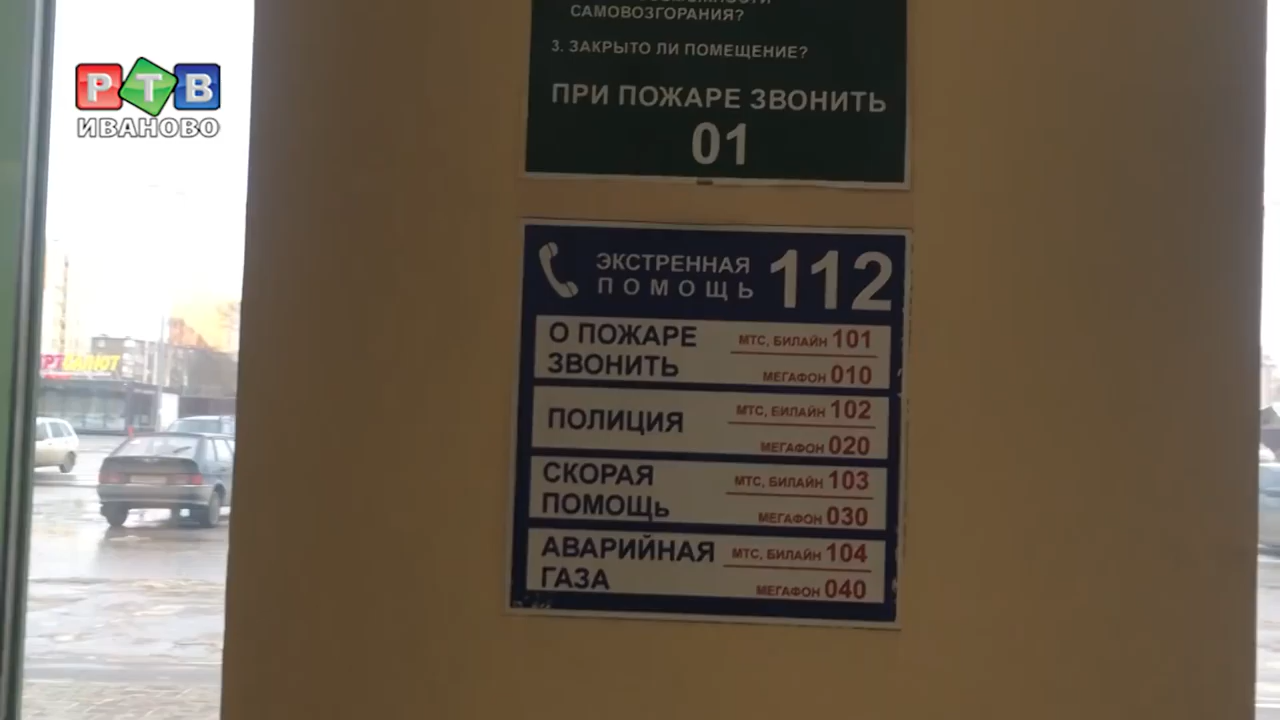 РТВ
ИВАНОВО
САМОВОЗГОРАНИЯ?
3. ЗАКРЫТО ЛИ ПОМЕЩЕНИЕ?
ПРИ ПОЖАРЕ ЗВОНИТЬ
01
ЭКСТРЕННАЯ
ПОМОЩЬ
112
О ПОЖАРЕ
ЗВОНИТЬ
МТС, БИЛАЙН 101
МЕГАФОН 010
ПОЛИЦИЯ
МТС, БИЛАЙН 102
МЕГАФОН 020
СКОРАЯ
ПОМОЩЬ
МТС, БИЛАЙН 103
МЕГАФОН 030
АВАРИЙНАЯ
ГАЗА
МТС, БИЛАЙН 104
МЕГАФОН 040